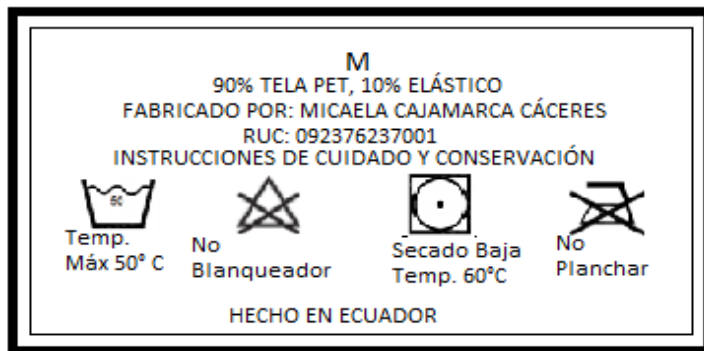 M
90% TELA PET, 10% ELÁSTICO
FABRICADO POR: MICAELA CAJAMARCA CÁCERES
RUC: 092376237001
INSTRUCCIONES DE CUIDADO Y CONSERVACIÓN
Temp.
Máx 50° C
No
Blanqueador
Secado Baja
Temp. 60°C
No
Planchar
HECHO EN ECUADOR